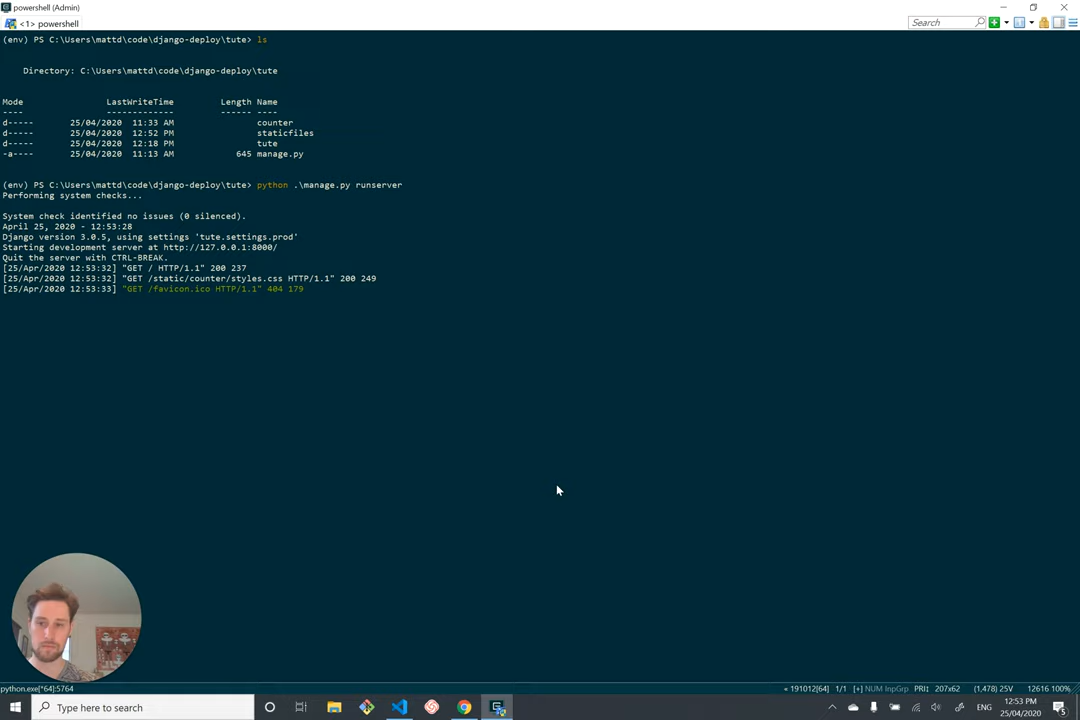 powershell (Admin)
<1> powershell
Search
(env) PS C:\Users\mattd\code\django-deploy\tute> ls
Directory: C:\Users\mattd\code\django-deploy\tute
Mode LastWriteTime Length Name
---- ------------- ------ ----
d----- 25/04/2020 11:33 AM counter
d----- 25/04/2020 12:52 PM staticfiles
d----- 25/04/2020 12:18 PM tute
-a---- 25/04/2020 11:13 AM 645 manage.py
(env) PS C:\Users\mattd\code\django-deploy\tute> python .\manage.py runserver
Performing system checks...
System check identified no issues (0 silenced).
April 25, 2020 - 12:53:28
Django version 3.0.5, using settings 'tute.settings.prod'
Starting development server at http://127.0.0.1:8000/
Quit the server with CTRL-BREAK.
[25/Apr/2020 12:53:32] "GET / HTTP/1.1" 200 237
[25/Apr/2020 12:53:32] "GET /static/counter/styles.css HTTP/1.1" 200 249
[25/Apr/2020 12:53:33] "GET /favicon.ico HTTP/1.1" 404 179
python.exe[*64]:5764
« 191012[64] 1/1 [+] NUM InpGrp PRI↕ 207x62 (1,478) 25V 12616 100%
Type here to search
ENG
12:53 PM
25/04/2020
5